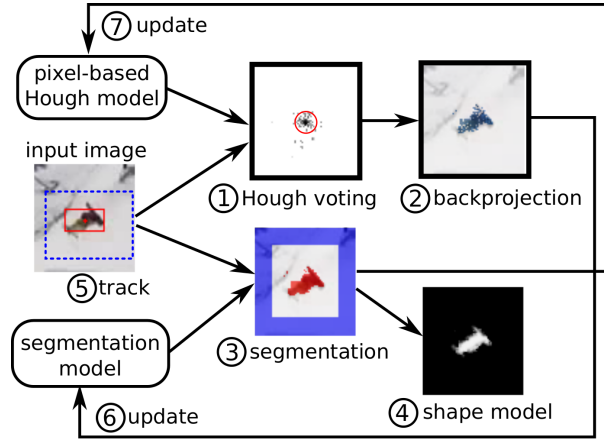 ⑦ update
pixel-based
Hough model
input image
① Hough voting
② backprojection
⑤ track
segmentation
model
③ segmentation
④ shape model
⑥ update